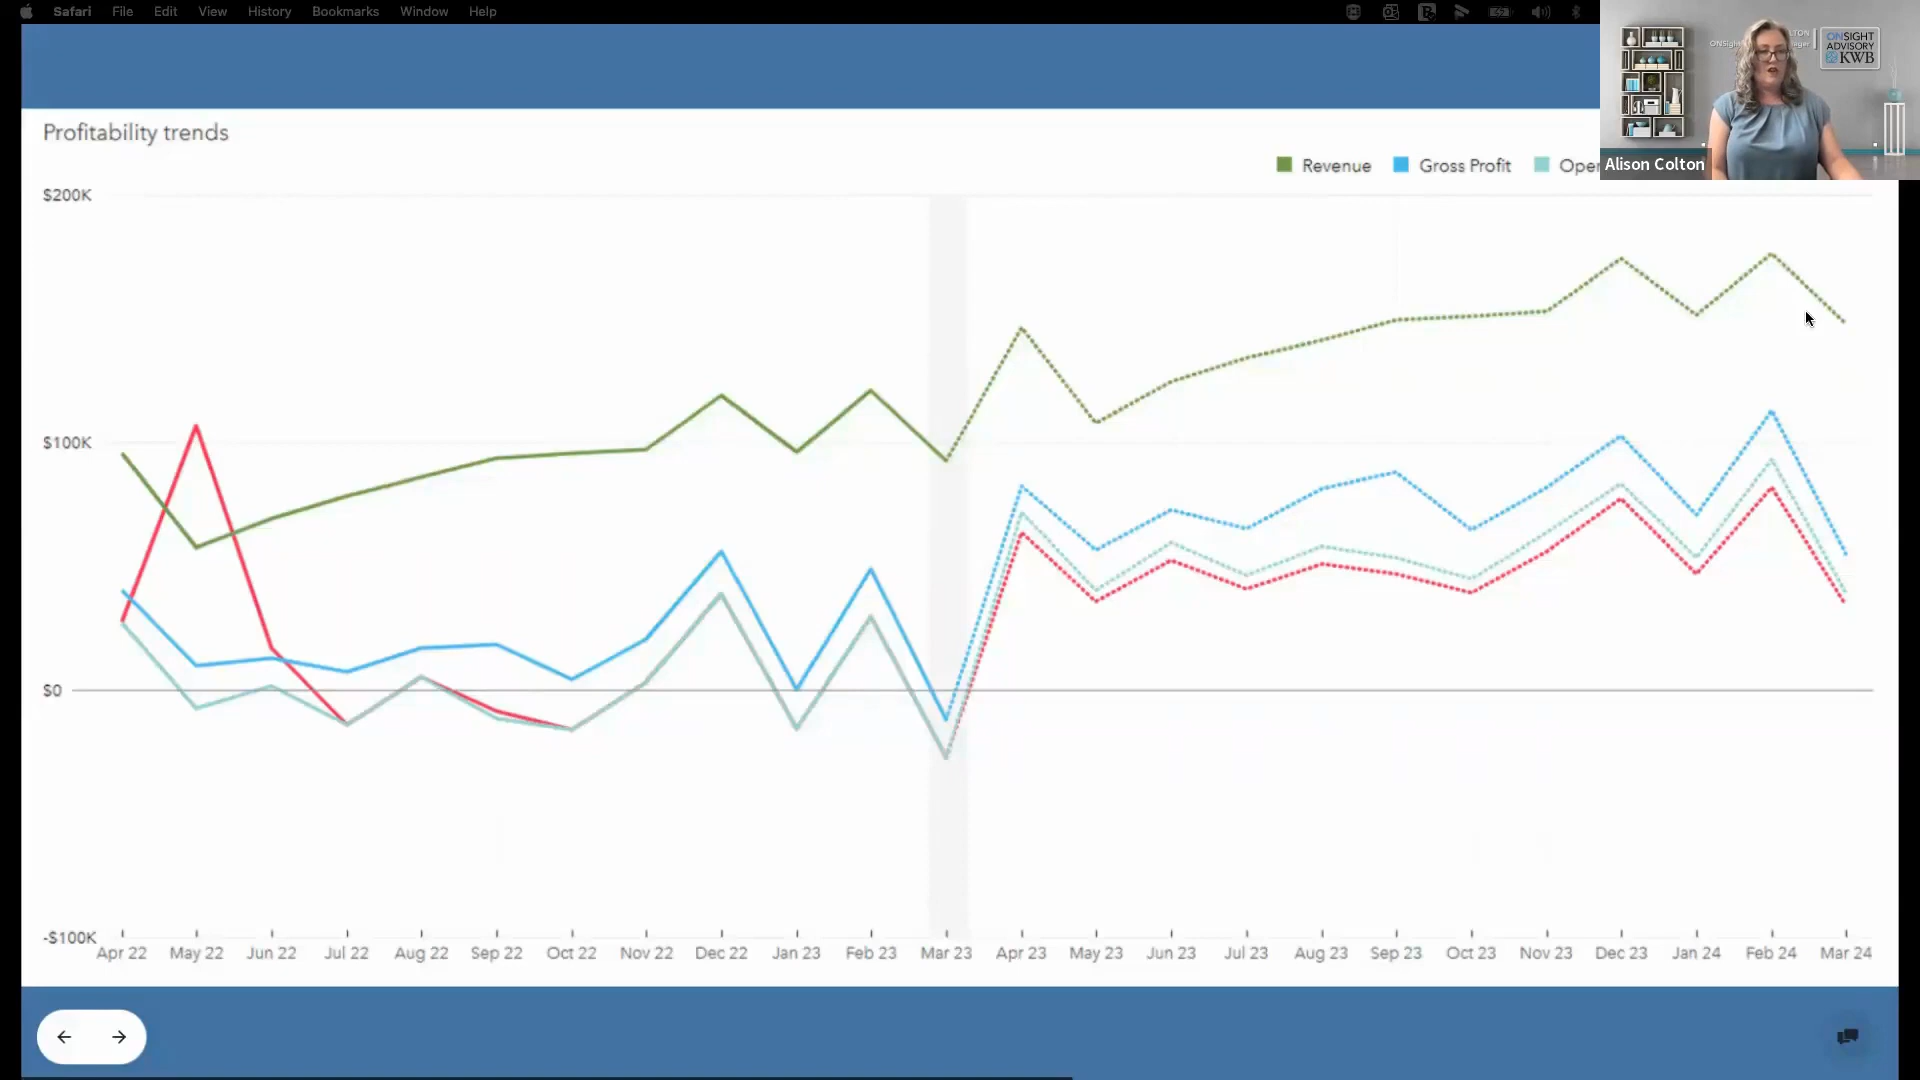 Safari File Edit View History Bookmarks Window Help
ONSIGHT
ADVISORY
KWB
Alison Colton
Profitability trends
Revenue Gross Profit Oper
$200K
$100K
$0
-$100K
Apr 22 May 22 Jun 22 Jul 22 Aug 22 Sep 22 Oct 22 Nov 22 Dec 22 Jan 23 Feb 23 Mar 23 Apr 23 May 23 Jun 23 Jul 23 Aug 23 Sep 23 Oct 23 Nov 23 Dec 23 Jan 24 Feb 24 Mar 24